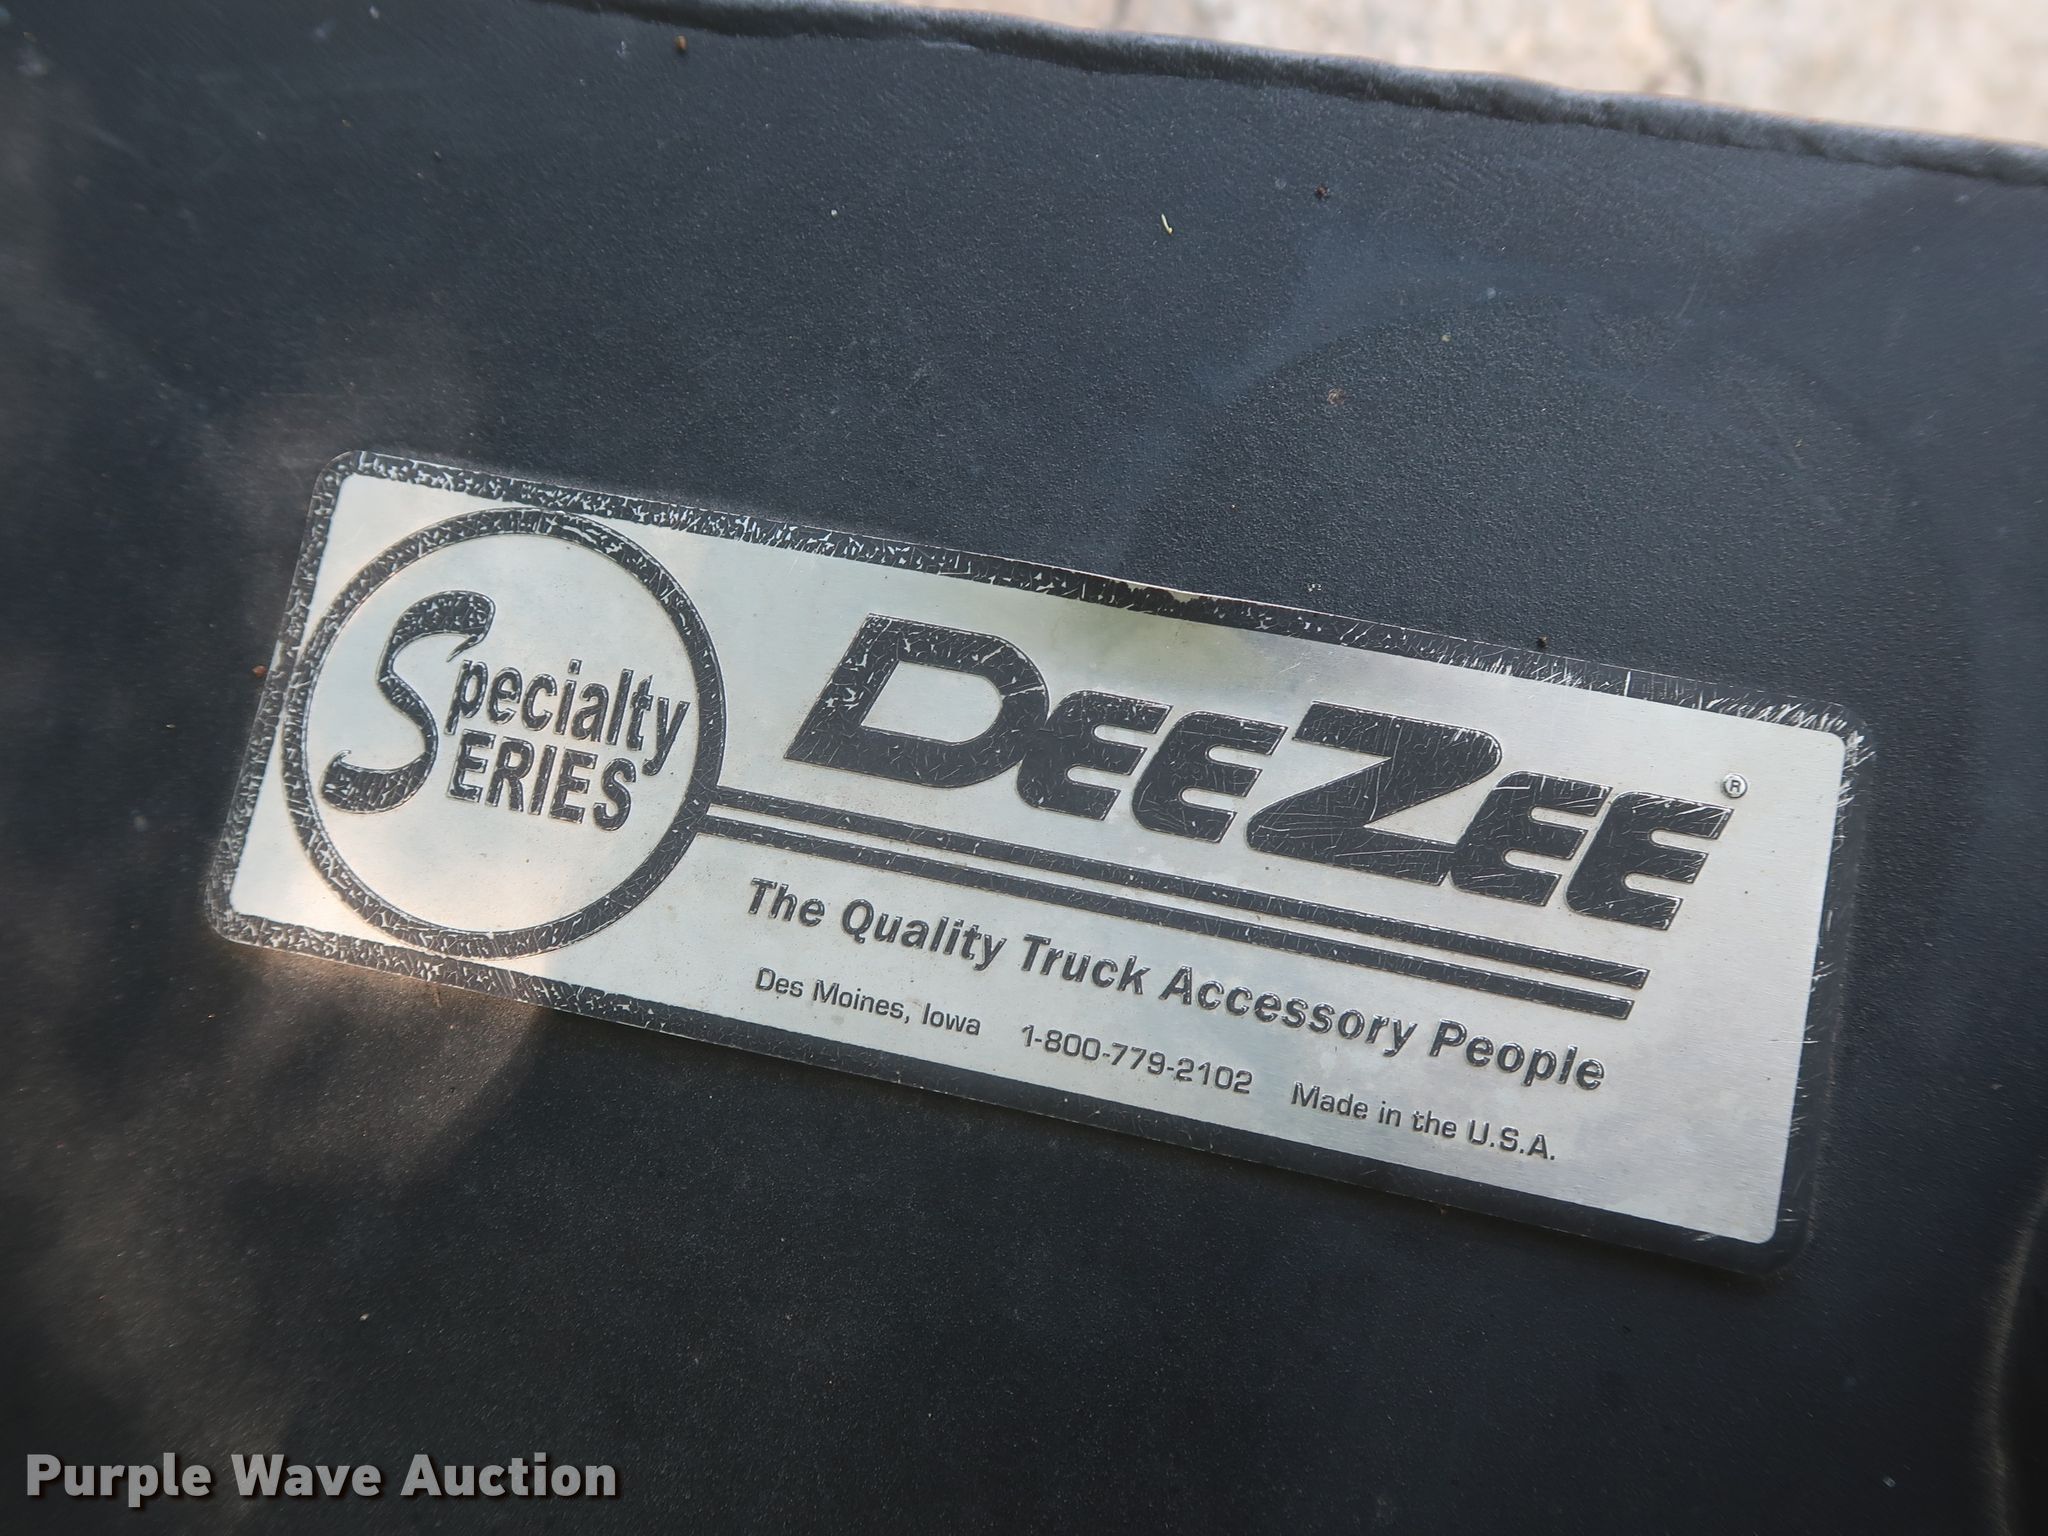 Specialty
SERIES
DEEZEE®
The Quality Truck Accessory People
Des Moines, Iowa 1-800-779-2102 Made in the U.S.A.
Purple Wave Auction